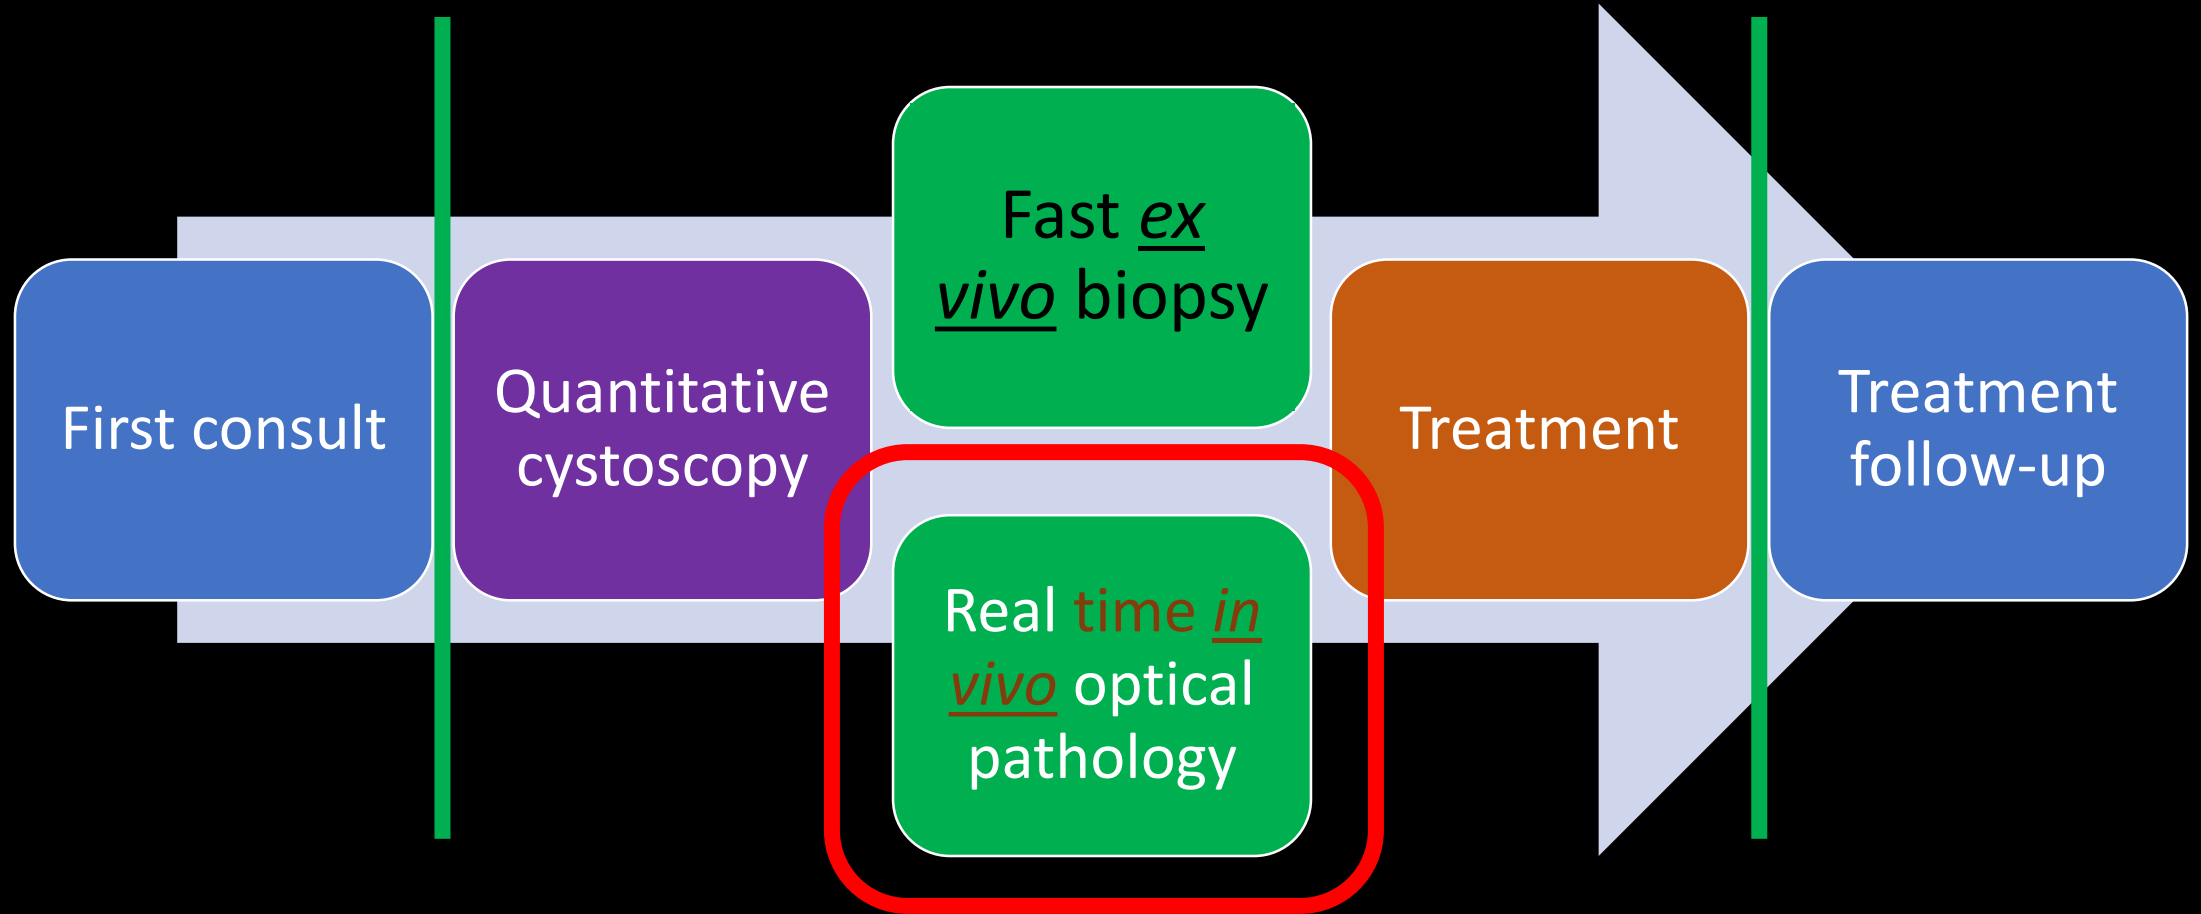 First consult
Quantitative
cystoscopy
Fast ex
vivo biopsy
Real time in
vivo optical
pathology
Treatment
Treatment
follow-up